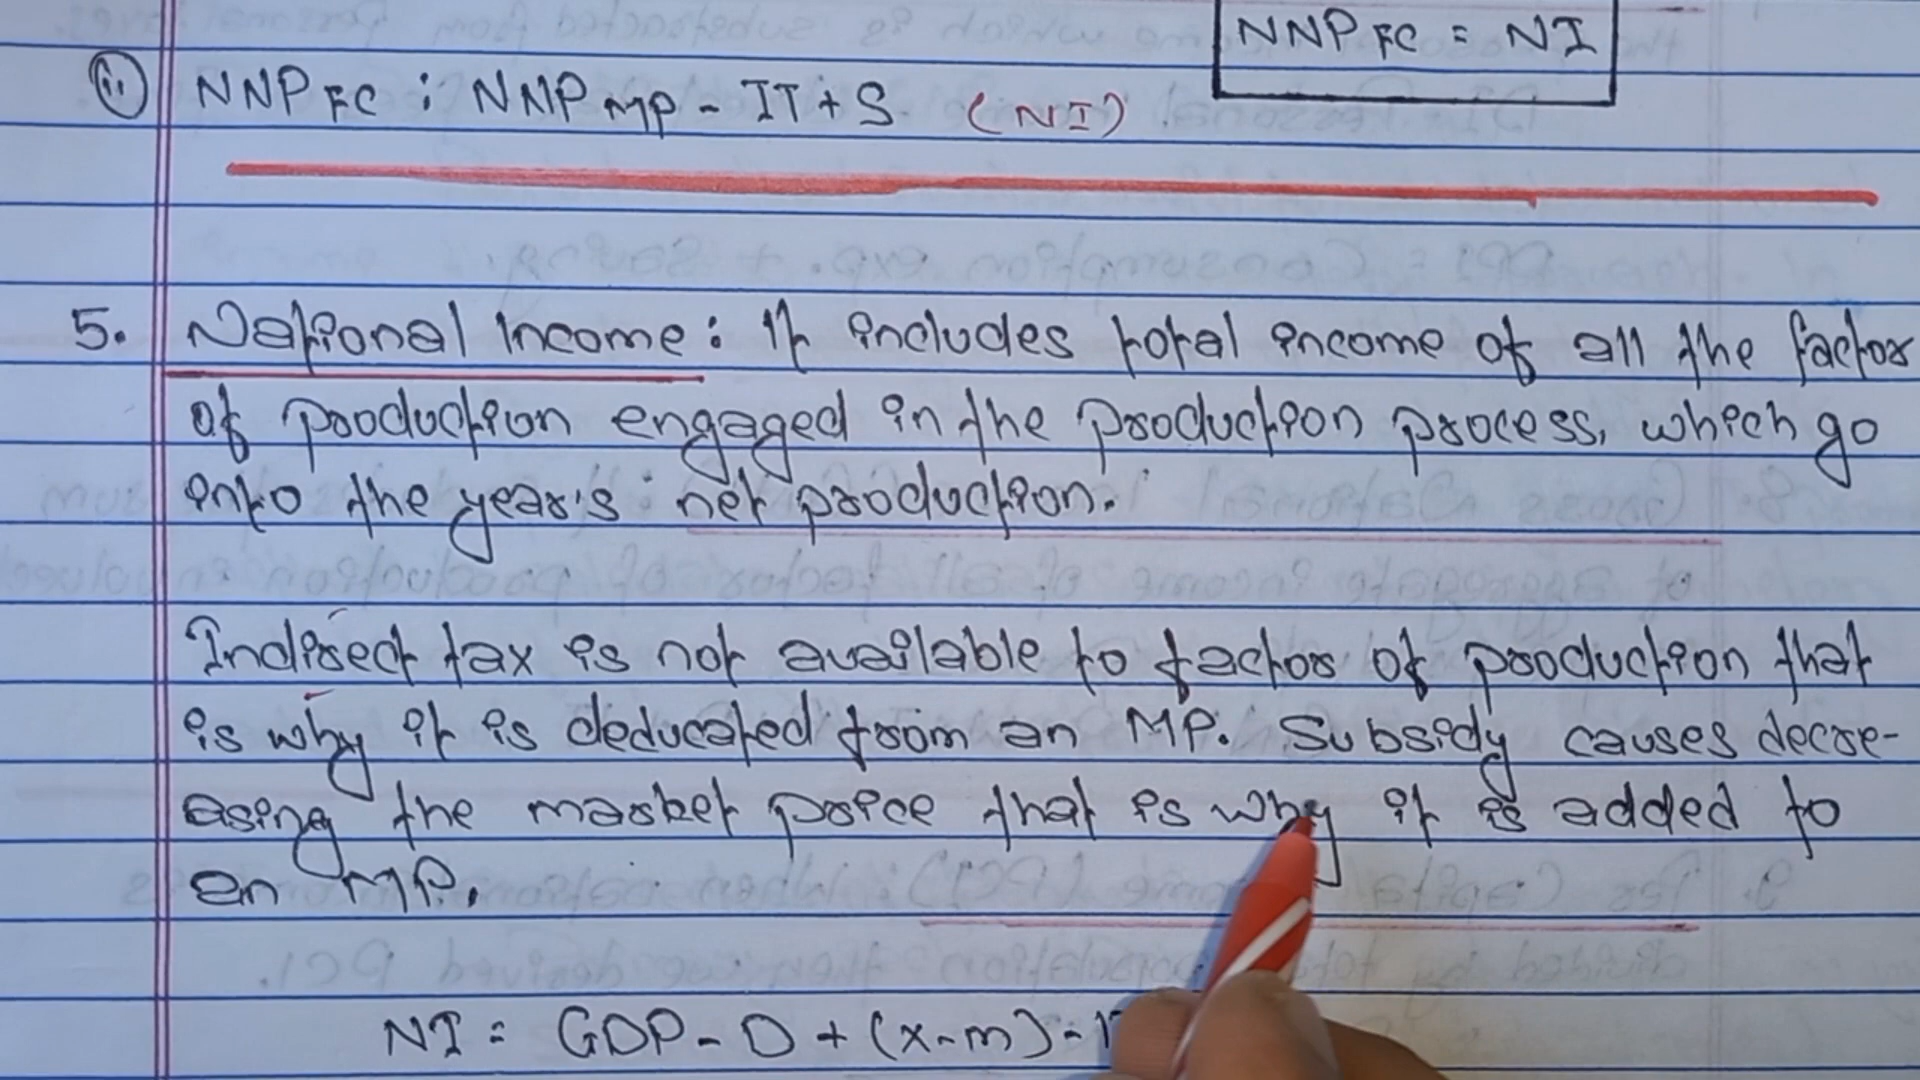 NNP FC = NI
ii NNP FC : NNP MP - IT + S (NI)
5. National Income : It includes total income of all the factor
of production engaged in the production process, which go
into the year's net production.
Indirect tax is not available to factor of production that
is why it is deducated from an MP. Subsidy causes decre-
asing the market price that is why it is added to
an MP.
NI = GDP - D + (x-m) - I